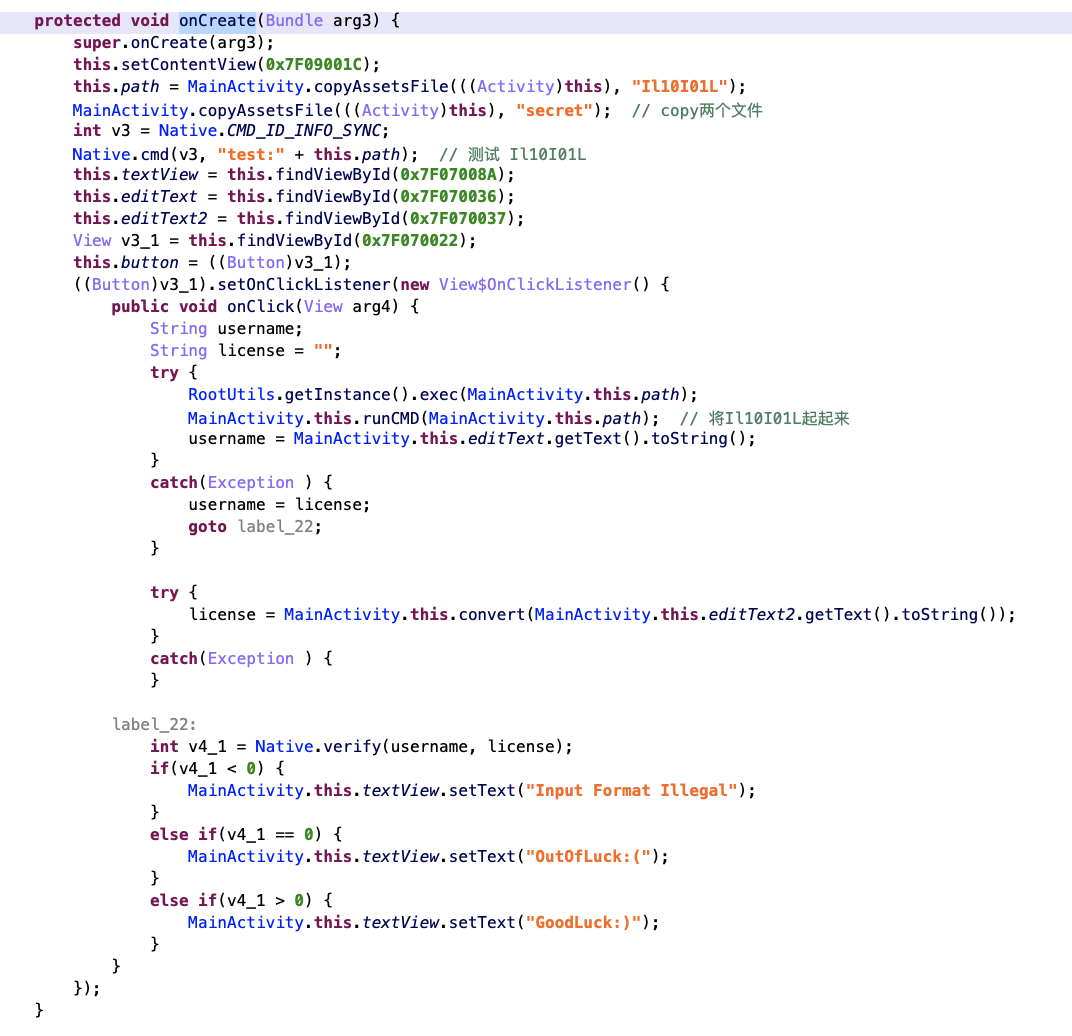 protected void onCreate(Bundle arg3) {
super.onCreate(arg3);
this.setContentView(0x7F09001C);
this.path = MainActivity.copyAssetsFile(((Activity)this), "Il10I01L");
MainActivity.copyAssetsFile(((Activity)this), "secret");  // copy两个文件
int v3 = Native.CMD_ID_INFO_SYNC;
Native.cmd(v3, "test:" + this.path);  // 测试 Il10I01L
this.textView = this.findViewById(0x7F07008A);
this.editText = this.findViewById(0x7F070036);
this.editText2 = this.findViewById(0x7F070037);
View v3_1 = this.findViewById(0x7F070022);
this.button = ((Button)v3_1);
((Button)v3_1).setOnClickListener(new View$OnClickListener() {
public void onClick(View arg4) {
String username;
String license = "";
try {
RootUtils.getInstance().exec(MainActivity.this.path);
MainActivity.this.runCMD(MainActivity.this.path);  // 将Il10I01L起起来
username = MainActivity.this.editText.getText().toString();
}
catch(Exception ) {
username = license;
goto label_22;
}
try {
license = MainActivity.this.convert(MainActivity.this.editText2.getText().toString());
}
catch(Exception ) {
}
label_22:
int v4_1 = Native.verify(username, license);
if(v4_1 < 0) {
MainActivity.this.textView.setText("Input Format Illegal");
}
else if(v4_1 == 0) {
MainActivity.this.textView.setText("OutOfLuck:(");
}
else if(v4_1 > 0) {
MainActivity.this.textView.setText("GoodLuck:)");
}
}
});
}